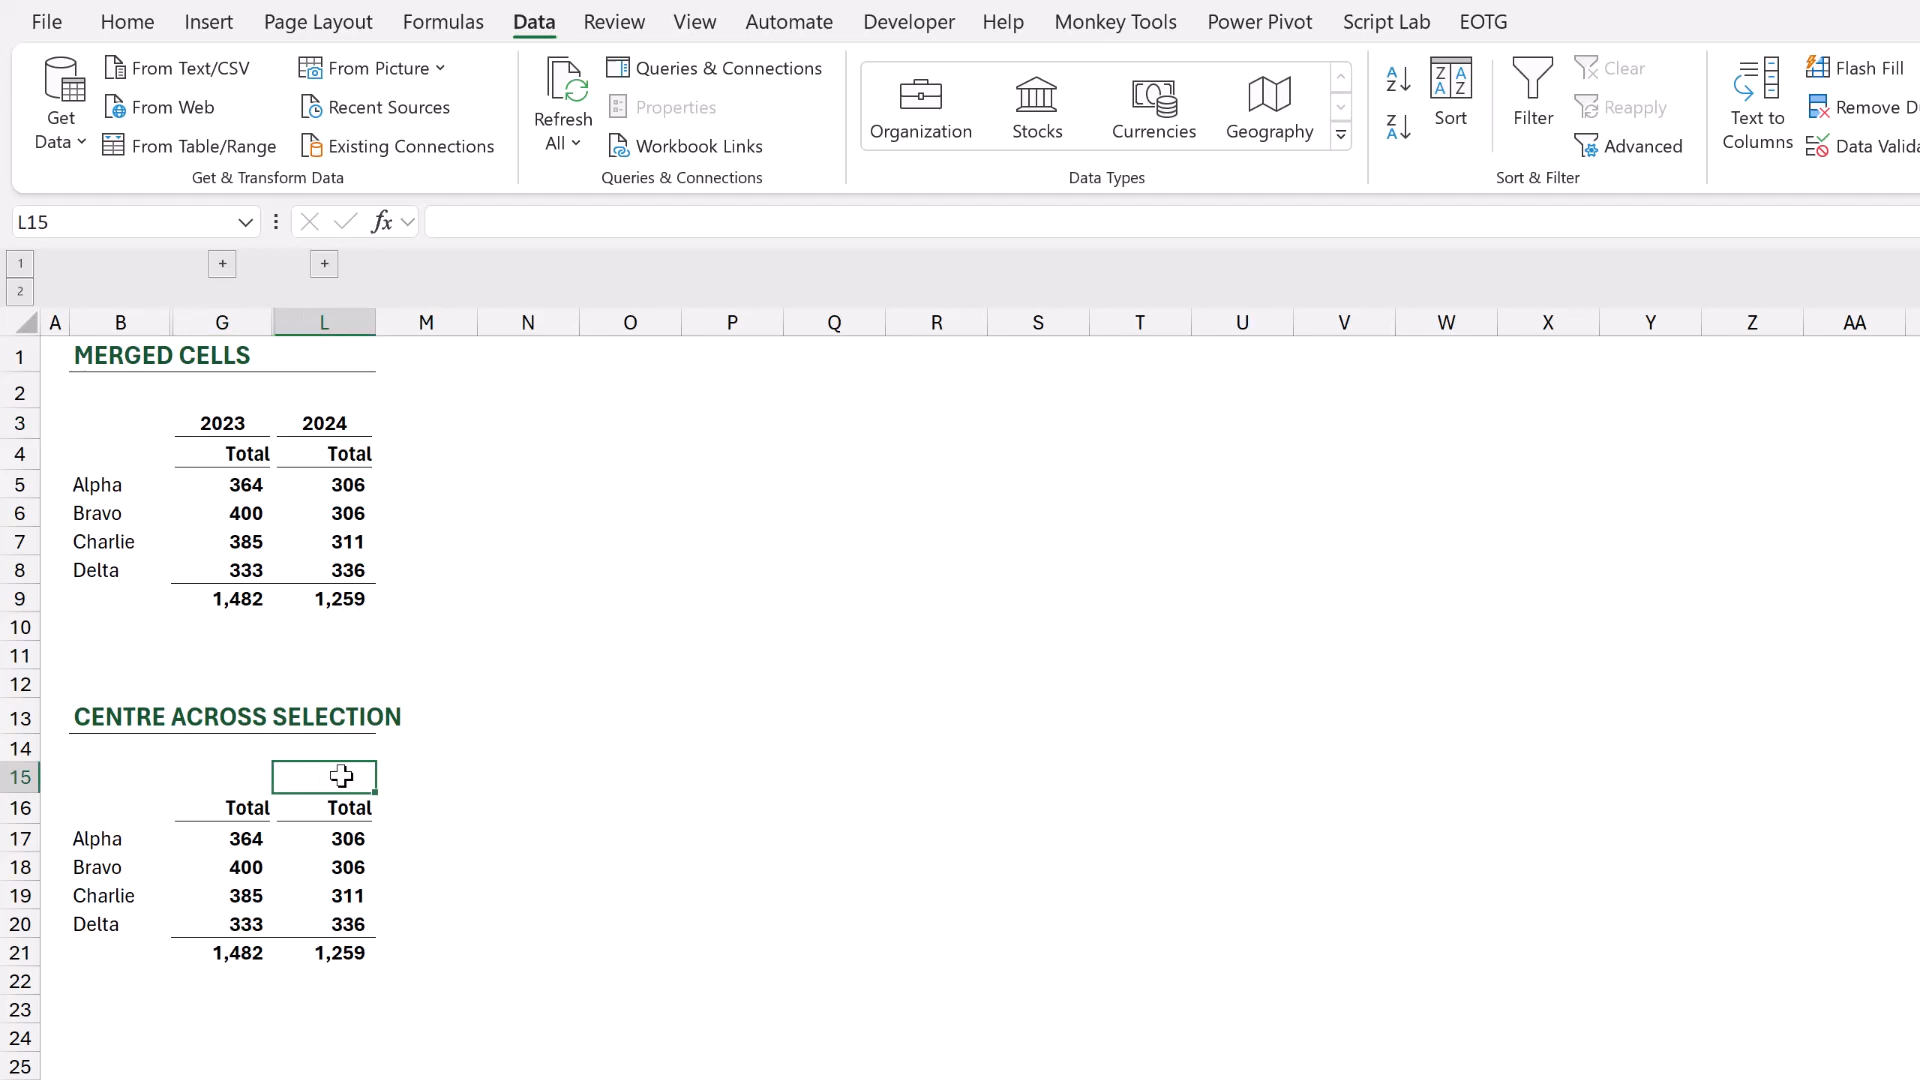 File Home Insert Page Layout Formulas Data Review View Automate Developer Help Monkey Tools Power Pivot Script Lab EOTG
Get Data
From Text/CSV
From Web
From Table/Range
From Picture
Recent Sources
Existing Connections
Get & Transform Data
Refresh All
Queries & Connections
Properties
Workbook Links
Queries & Connections
Organization Stocks Currencies Geography
Data Types
A Z
Z A
Z A A Z
Sort
Filter
Clear
Reapply
Advanced
Sort & Filter
Text to Columns
Flash Fill
Remove Du
Data Valida
L15 fx
1 + +
2
A B G L M N O P Q R S T U V W X Y Z AA
1 MERGED CELLS
2
3 2023 2024
4 Total Total
5 Alpha 364 306
6 Bravo 400 306
7 Charlie 385 311
8 Delta 333 336
9 1,482 1,259
10
11
12
13 CENTRE ACROSS SELECTION
14
15
16 Total Total
17 Alpha 364 306
18 Bravo 400 306
19 Charlie 385 311
20 Delta 333 336
21 1,482 1,259
22
23
24
25